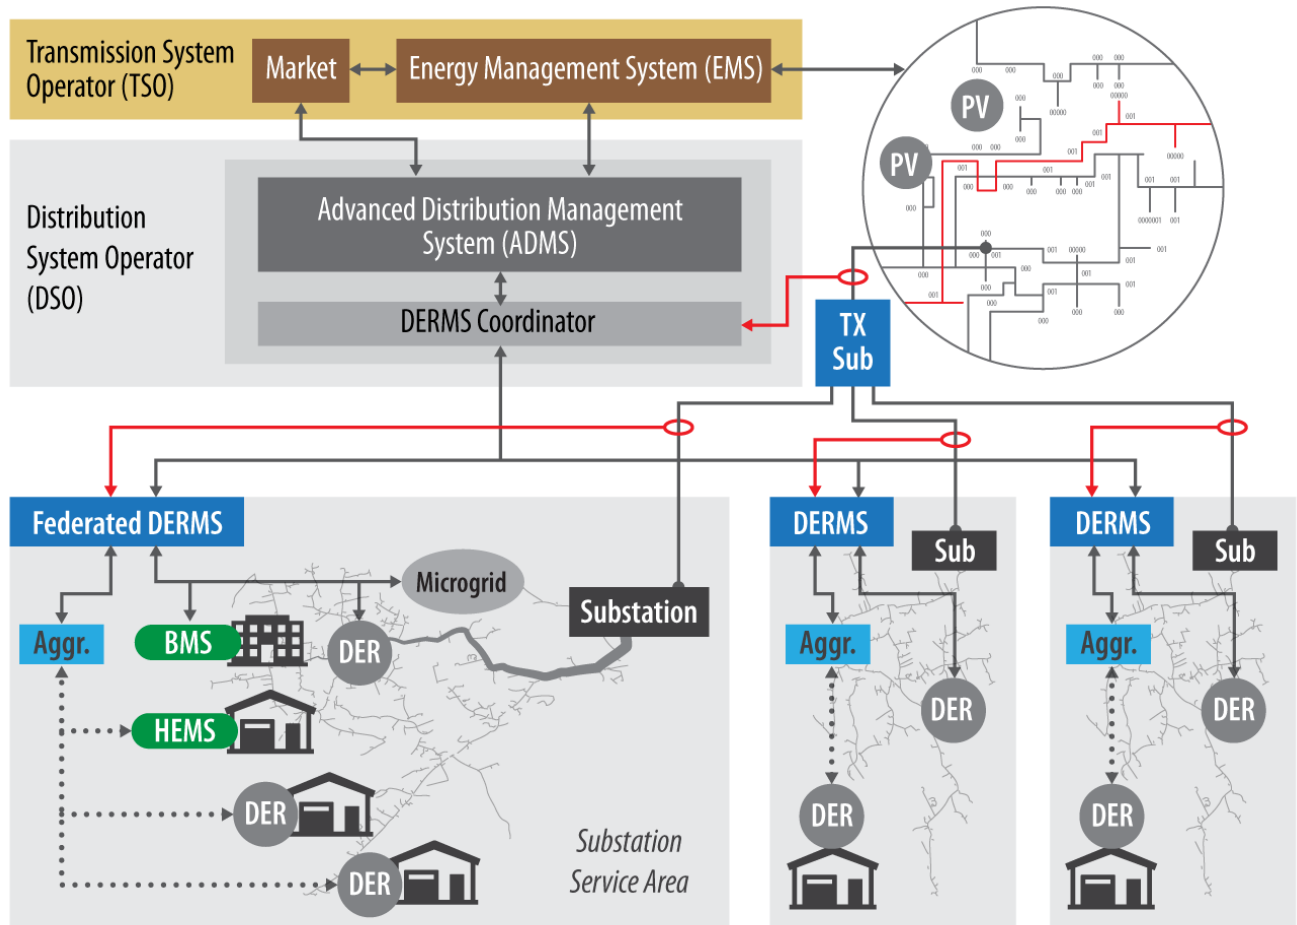 Transmission System
Operator (TSO)
Market
Energy Management System (EMS)
PV
PV
Distribution
System Operator
(DSO)
Advanced Distribution Management
System (ADMS)
DERMS Coordinator
TX
Sub
Federated DERMS
DERMS
DERMS
Sub
Sub
Microgrid
Substation
Aggr.
BMS
DER
Aggr.
Aggr.
HEMS
DER
DER
DER
DER
DER
DER
Substation
Service Area